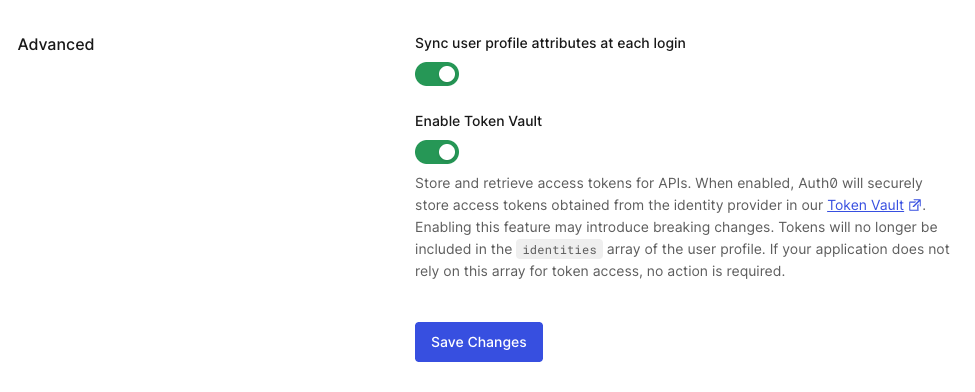 Advanced
Sync user profile attributes at each login
Enable Token Vault
Store and retrieve access tokens for APIs. When enabled, Auth0 will securely
store access tokens obtained from the identity provider in our Token Vault.
Enabling this feature may introduce breaking changes. Tokens will no longer be
included in the identities array of the user profile. If your application does not
rely on this array for token access, no action is required.
Save Changes